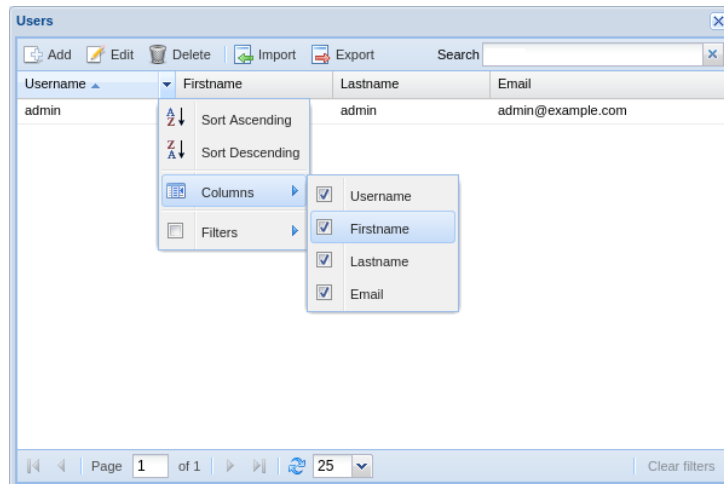 Users
Add Edit Delete Import Export Search
Username Firstname Lastname Email
admin admin admin@example.com
Sort Ascending
Sort Descending
Columns
Filters
Username
Firstname
Lastname
Email
Page 1 of 1 25 Clear filters